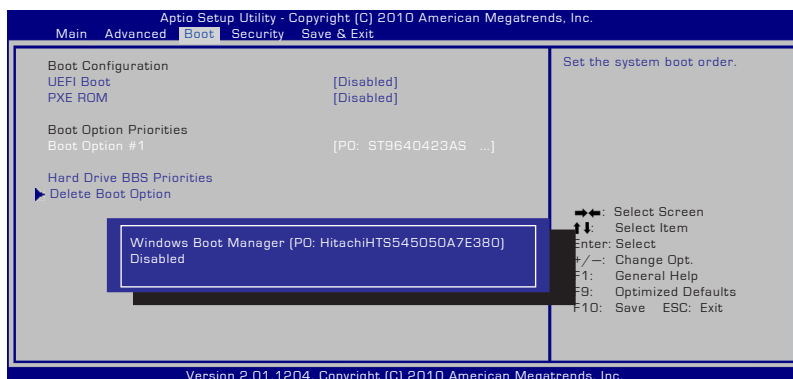 Aptio Setup Utility - Copyright (C) 2010 American Megatrends, Inc.
Main Advanced Boot Security Save & Exit
Boot Configuration
UEFI Boot [Disabled]
PXE ROM [Disabled]
Boot Option Priorities
Boot Option #1 [P0: ST9640423AS ...]
Hard Drive BBS Priorities
Delete Boot Option
Windows Boot Manager (PO: HitachiHTS545050A7E380)
Disabled
Set the system boot order.
→←: Select Screen
↑↓: Select Item
Enter: Select
+/—: Change Opt.
F1: General Help
F9: Optimized Defaults
F10: Save ESC: Exit
Version 2.01.1204. Copyright (C) 2010 American Megatrends, Inc.